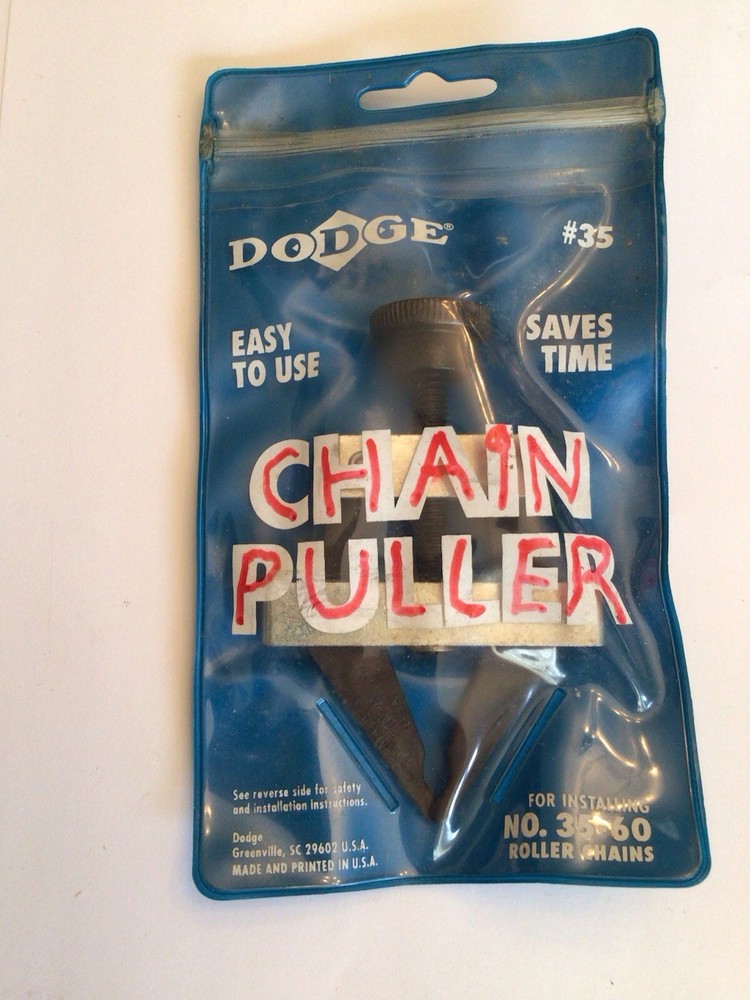 DODGE®
#35
EASY
TO USE
SAVES
TIME
CHAIN
PULLER
See reverse side for safety
and installation instructions.
Dodge
Greenville, SC 29602 U.S.A.
MADE AND PRINTED IN U.S.A.
FOR INSTALLING
NO. 35-60
ROLLER CHAINS